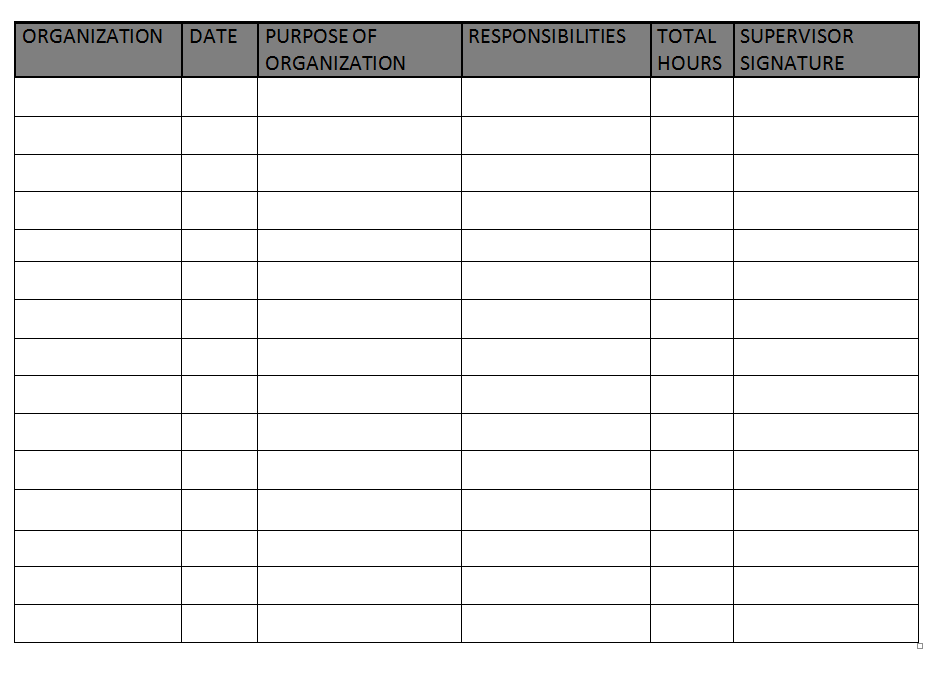 ORGANIZATION DATE PURPOSE OF RESPONSIBILITIES TOTAL SUPERVISOR
ORGANIZATION HOURS SIGNATURE